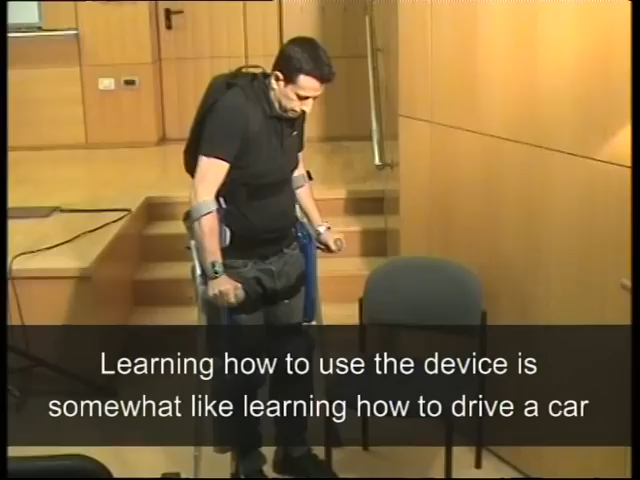 Learning how to use the device is
somewhat like learning how to drive a car